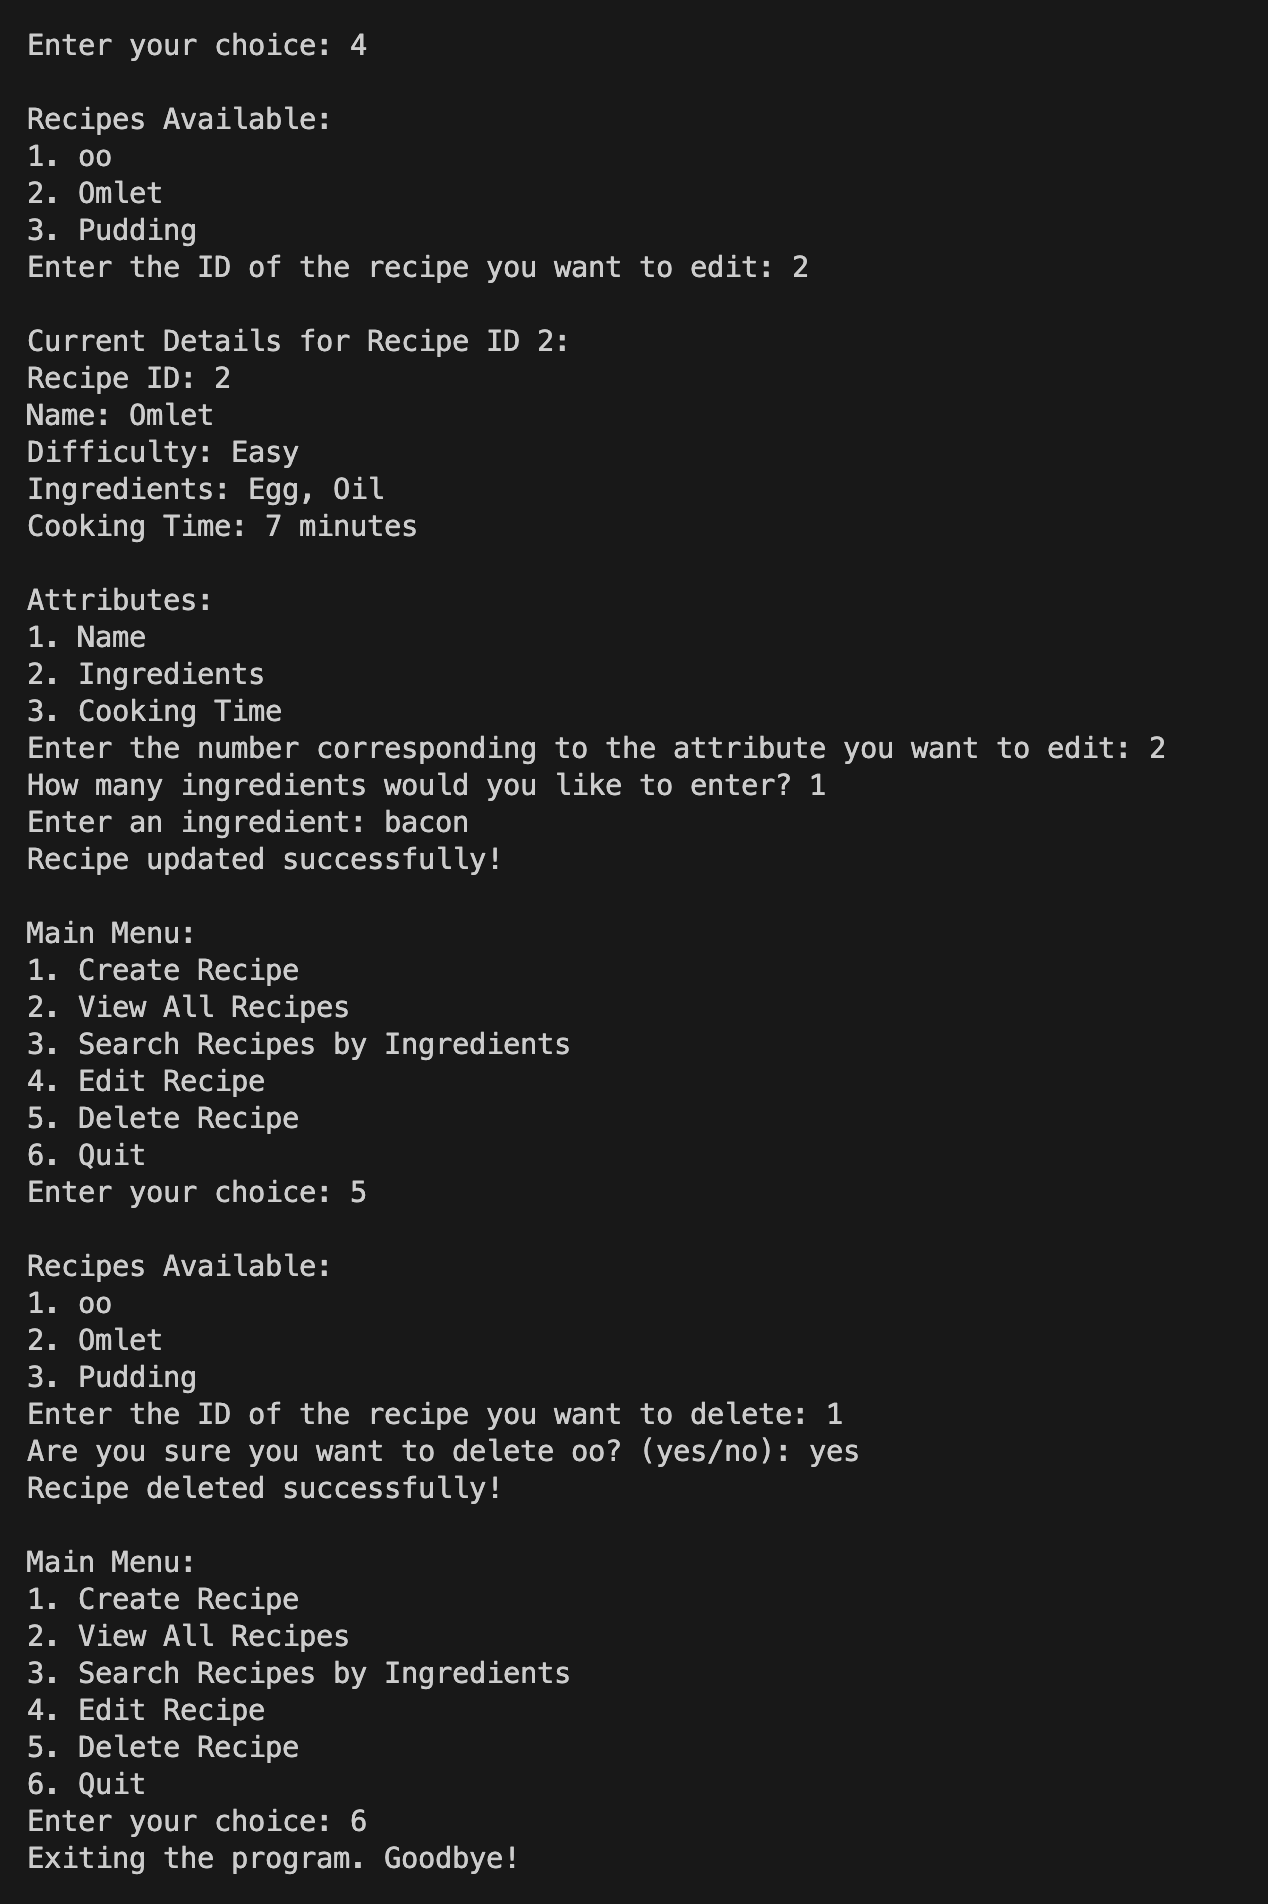 Enter your choice: 4
Recipes Available:
1. oo
2. Omlet
3. Pudding
Enter the ID of the recipe you want to edit: 2
Current Details for Recipe ID 2:
Recipe ID: 2
Name: Omlet
Difficulty: Easy
Ingredients: Egg, Oil
Cooking Time: 7 minutes
Attributes:
1. Name
2. Ingredients
3. Cooking Time
Enter the number corresponding to the attribute you want to edit: 2
How many ingredients would you like to enter? 1
Enter an ingredient: bacon
Recipe updated successfully!
Main Menu:
1. Create Recipe
2. View All Recipes
3. Search Recipes by Ingredients
4. Edit Recipe
5. Delete Recipe
6. Quit
Enter your choice: 5
Recipes Available:
1. oo
2. Omlet
3. Pudding
Enter the ID of the recipe you want to delete: 1
Are you sure you want to delete oo? (yes/no): yes
Recipe deleted successfully!
Main Menu:
1. Create Recipe
2. View All Recipes
3. Search Recipes by Ingredients
4. Edit Recipe
5. Delete Recipe
6. Quit
Enter your choice: 6
Exiting the program. Goodbye!